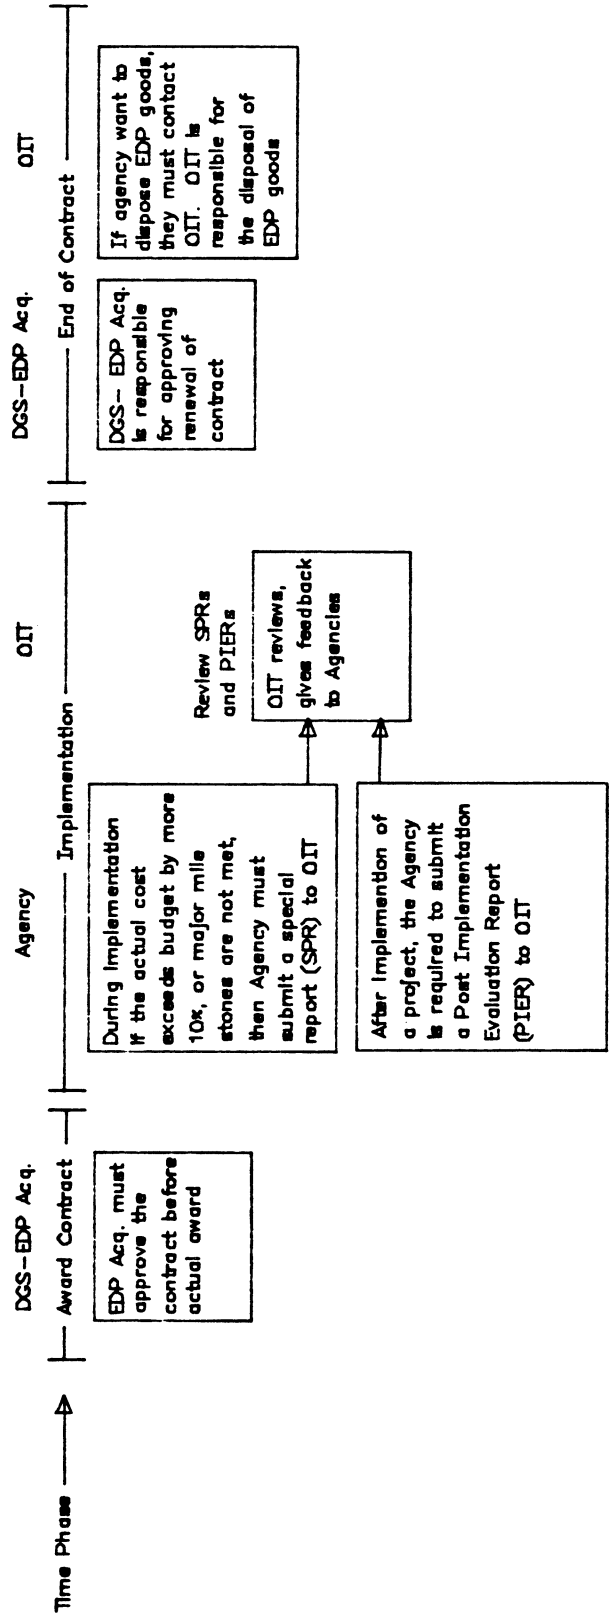 DGS-EDP Acq.
Agency
OIT
DGS-EDP Acq.
OIT
Time Phase
Award Contract
Implementation
End of Contract
EDP Acq. must
approve the
contract before
actual award
During Implementation
If the actual cost
exceeds budget by more
10%, or major mile
stones are not met,
then Agency must
submit a special
report (SPR) to OIT
After Implemention of
a project, the Agency
is required to submit
a Post Implementation
Evaluation Report
(PIER) to OIT
Review SPRs
and PIERs
OIT reviews,
gives feedback
to Agencies
DGS- EDP Acq.
is responsible
for approving
renewal of
contract
If agency want to
dispose EDP goods,
they must contact
OIT. OIT is
responsible for
the disposal of
EDP goods